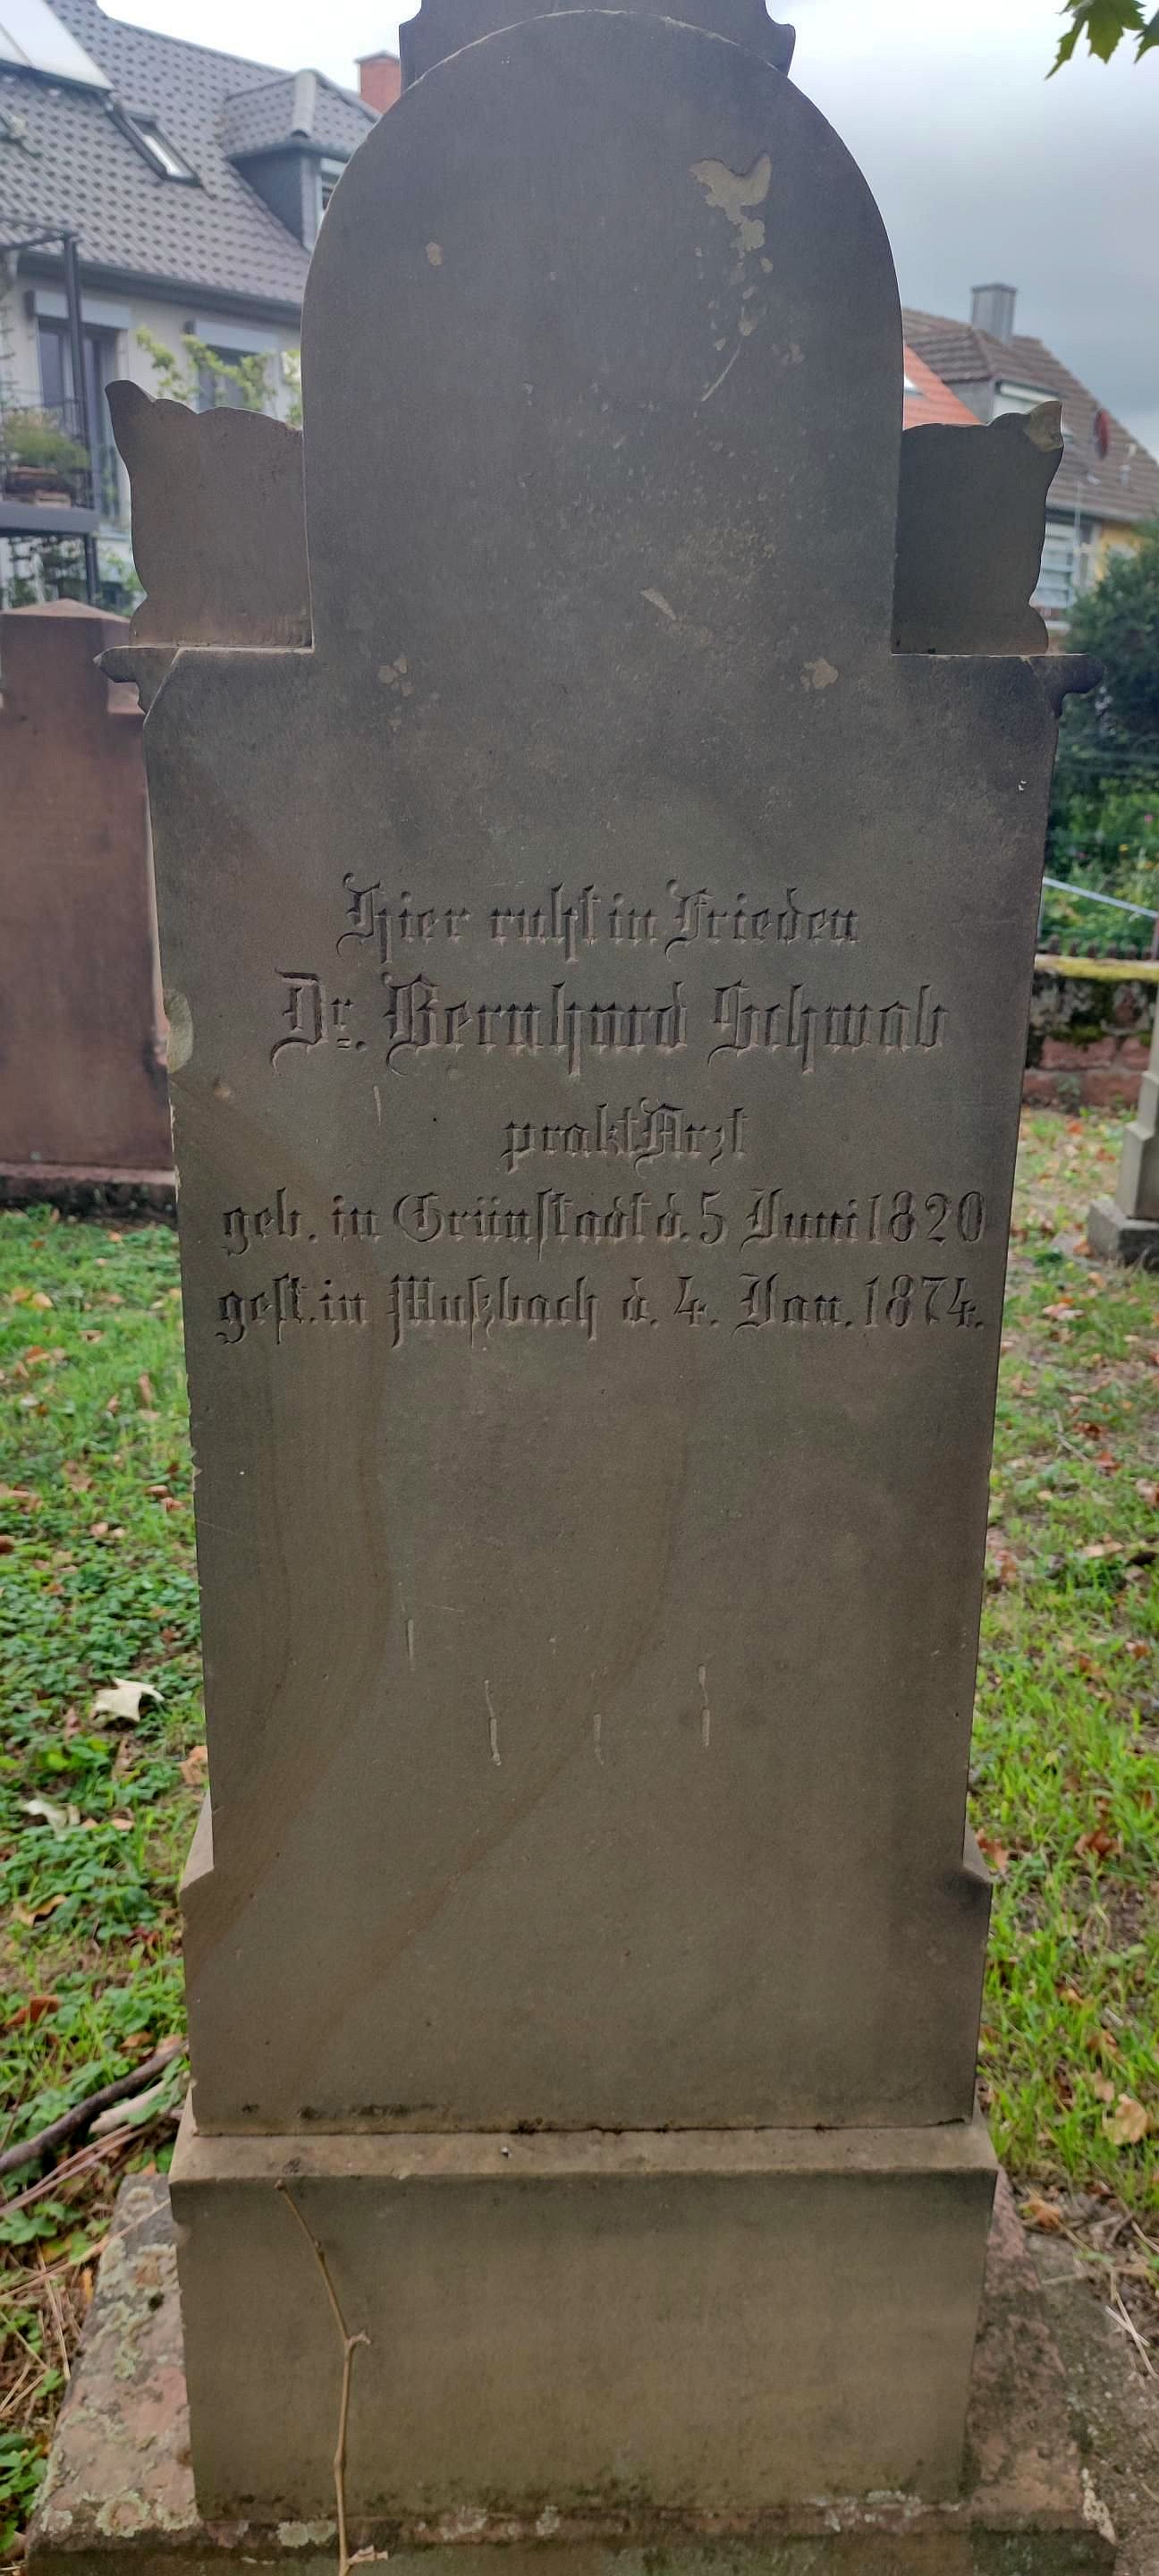 Hier ruht in Frieden
Dr. Bernhard Schwab
prakt Arzt
geb. in Grünstadt d. 5 Juni 1820
gest. in Mußbach d. 4. Jan. 1874.